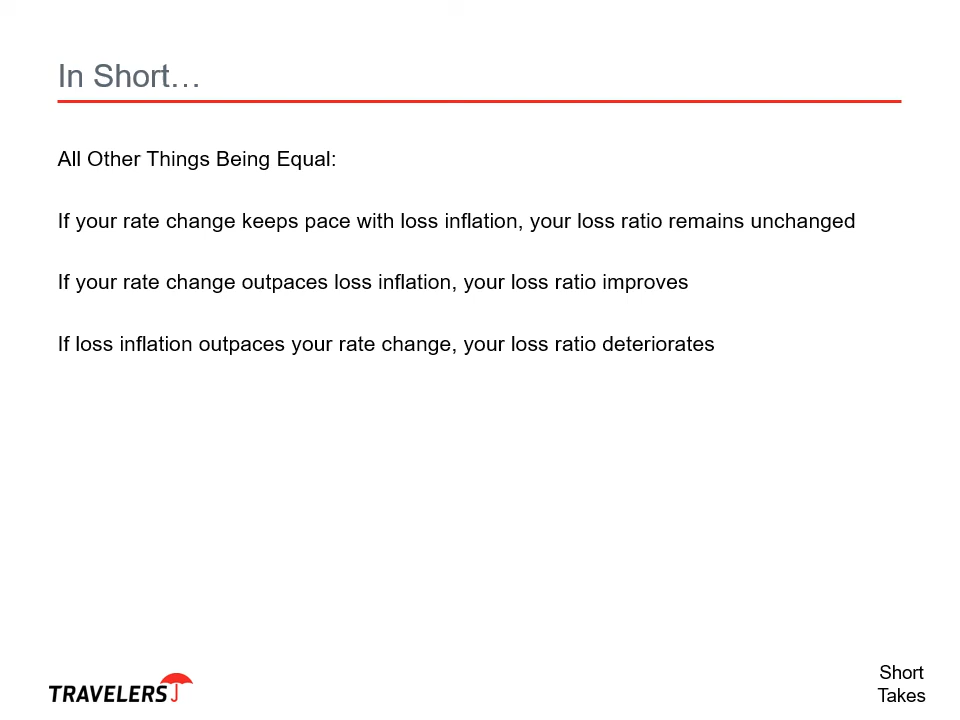 In Short…
All Other Things Being Equal:
If your rate change keeps pace with loss inflation, your loss ratio remains unchanged
If your rate change outpaces loss inflation, your loss ratio improves
If loss inflation outpaces your rate change, your loss ratio deteriorates
TRAVELERS
Short
Takes